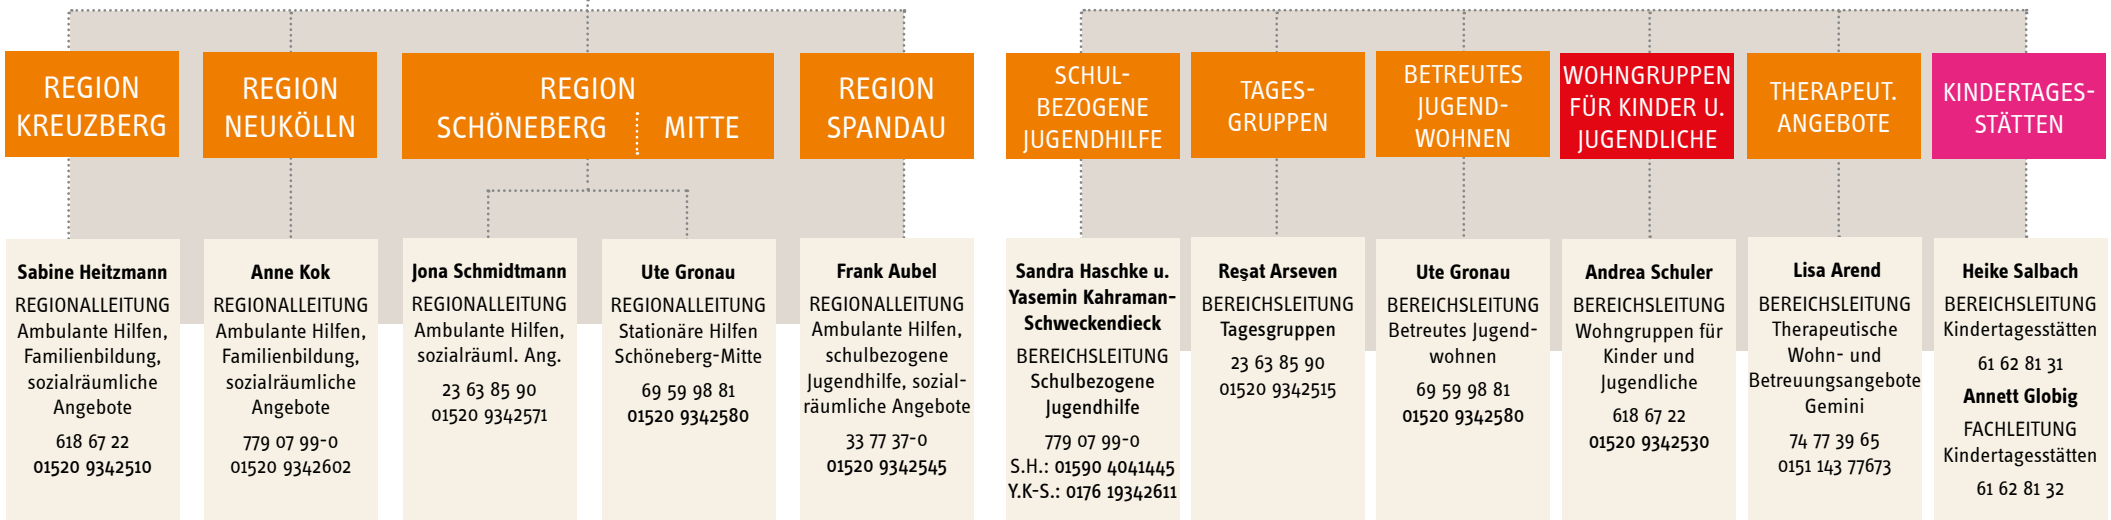 REGION
KREUZBERG
REGION
NEUKÖLLN
REGION
SCHÖNEBERG MITTE
REGION
SPANDAU
SCHUL-
BEZOGENE
JUGENDHILFE
TAGES-
GRUPPEN
BETREUTES
JUGEND-
WOHNEN
WOHNGRUPPEN
FÜR KINDER U.
JUGENDLICHE
THERAPEUT.
ANGEBOTE
KINDERTAGES-
STÄTTEN
Sabine Heitzmann
REGIONALLEITUNG
Ambulante Hilfen,
Familienbildung,
sozialräumliche
Angebote
618 67 22
01520 9342510
Anne Kok
REGIONALLEITUNG
Ambulante Hilfen,
Familienbildung,
sozialräumliche
Angebote
779 07 99-0
01520 9342602
Jona Schmidtmann
REGIONALLEITUNG
Ambulante Hilfen,
sozialräuml. Ang.
23 63 85 90
01520 9342571
Ute Gronau
REGIONALLEITUNG
Stationäre Hilfen
Schöneberg-Mitte
69 59 98 81
01520 9342580
Frank Aubel
REGIONALLEITUNG
Ambulante Hilfen,
schulbezogene
Jugendhilfe, sozial-
räumliche Angebote
33 77 37-0
01520 9342545
Sandra Haschke u.
Yasemin Kahraman-
Schweckendieck
BEREICHSLEITUNG
Schulbezogene
Jugendhilfe
779 07 99-0
S.H.: 01590 4041445
Y.K-S.: 0176 19342611
Reşat Arseven
BEREICHSLEITUNG
Tagesgruppen
23 63 85 90
01520 9342515
Ute Gronau
BEREICHSLEITUNG
Betreutes Jugend-
wohnen
69 59 98 81
01520 9342580
Andrea Schuler
BEREICHSLEITUNG
Wohngruppen für
Kinder und
Jugendliche
618 67 22
01520 9342530
Lisa Arend
BEREICHSLEITUNG
Therapeutische
Wohn- und
Betreuungsangebote
Gemini
74 77 39 65
0151 143 77673
Heike Salbach
BEREICHSLEITUNG
Kindertagesstätten
61 62 81 31
Annett Globig
FACHLEITUNG
Kindertagesstätten
61 62 81 32